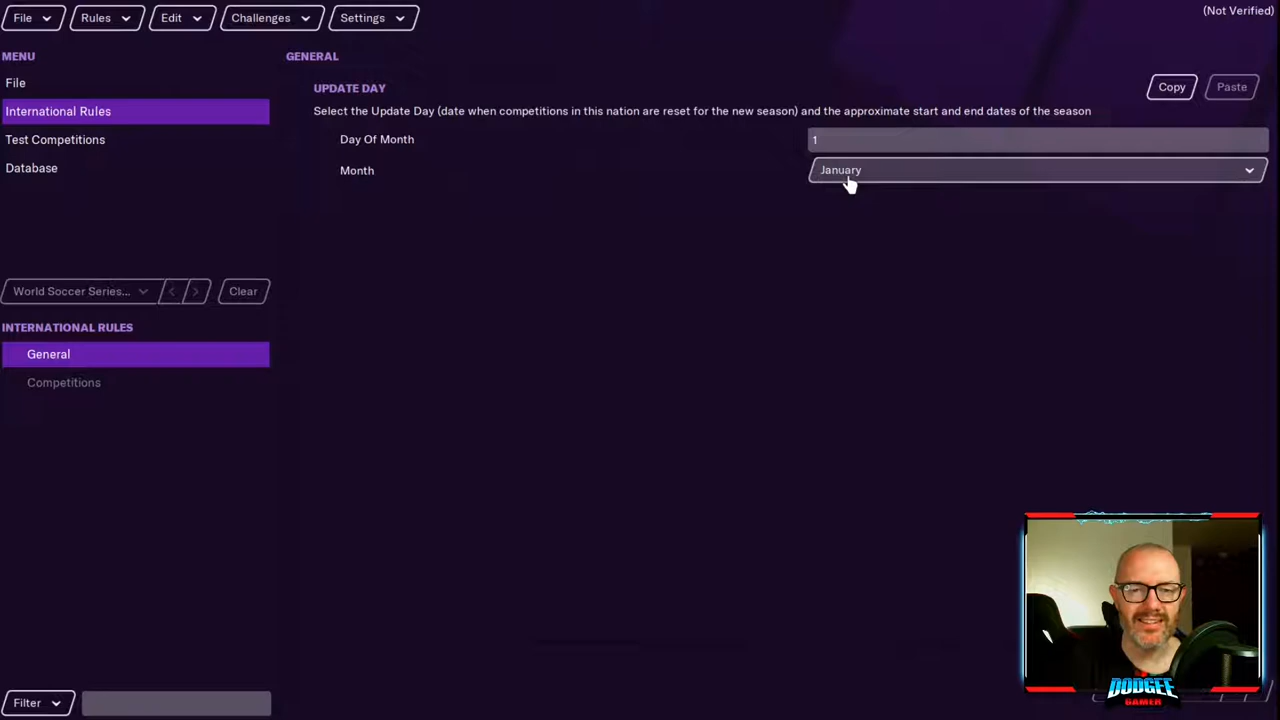 File
Rules
Edit
Challenges
Settings
(Not Verified)
MENU
File
International Rules
Test Competitions
Database
World Soccer Series...
Clear
INTERNATIONAL RULES
General
Competitions
Filter
GENERAL
UPDATE DAY
Copy
Paste
Select the Update Day (date when competitions in this nation are reset for the new season) and the approximate start and end dates of the season
Day Of Month
1
Month
January
DODGEE
GAMER